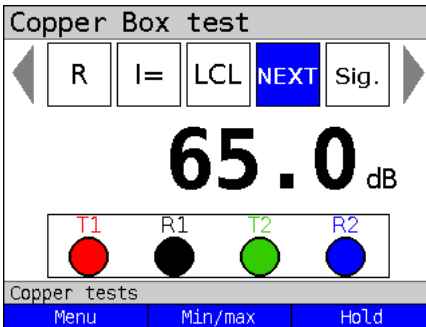 Copper Box test
R I= LCL NEXT Sig.
65.0 dB
T1 R1 T2 R2
Copper tests
Menu Min/max Hold